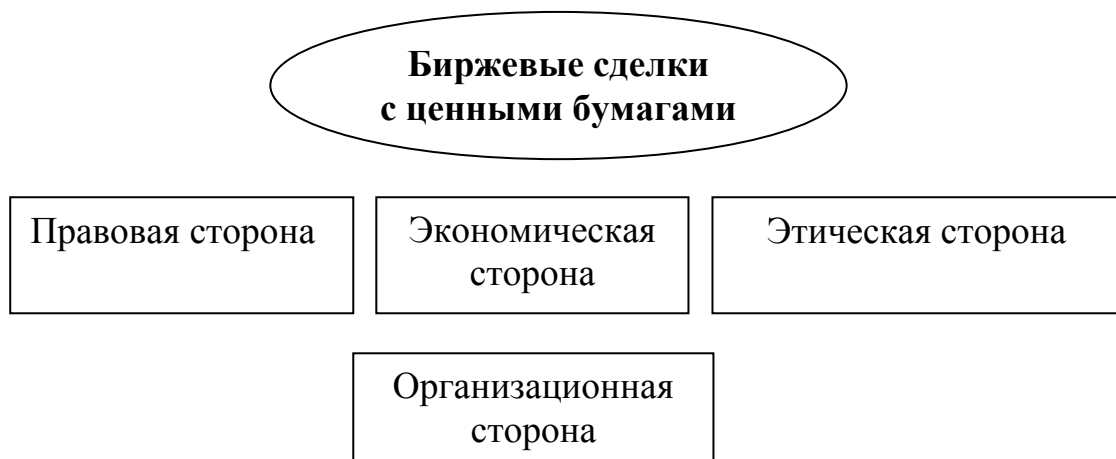 Биржевые сделки
с ценными бумагами
Правовая сторона
Экономическая
сторона
Этическая сторона
Организационная
сторона